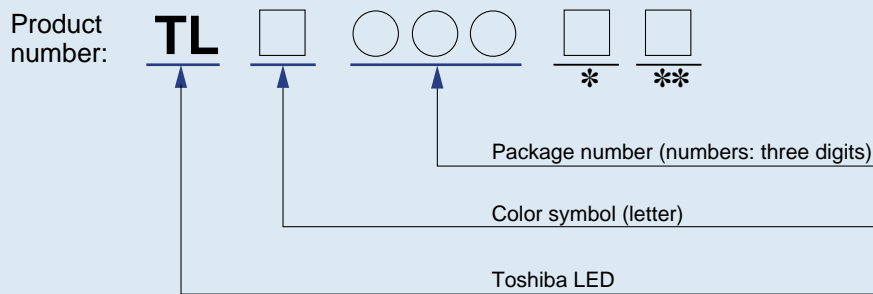 Product
number:
TL
* **
Package number (numbers: three digits)
Color symbol (letter)
Toshiba LED